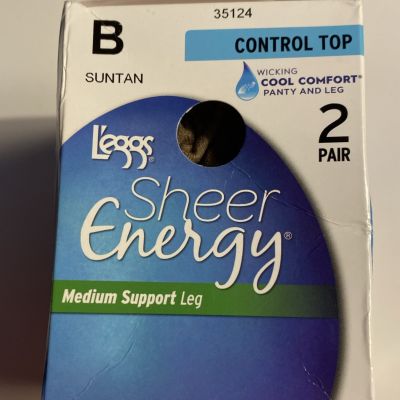 35124
B
CONTROL TOP
SUNTAN
WICKING
COOL COMFORT®
PANTY AND LEG
2
PAIR
L'eggs®
Sheer
Energy®
Medium Support Leg